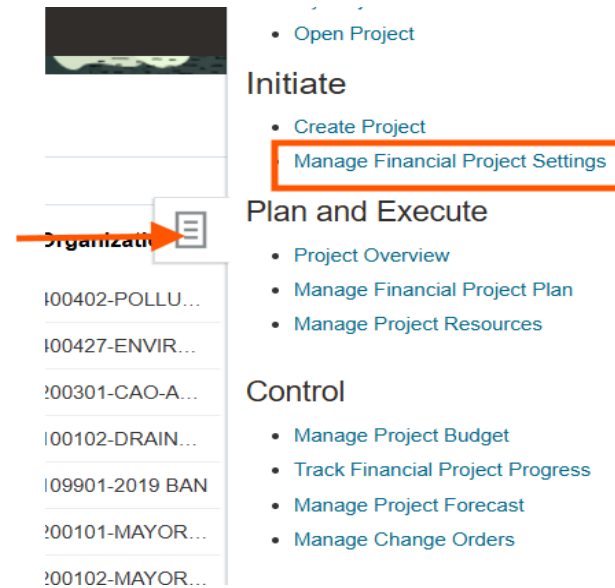 Open Project
Initiate
Create Project
Manage Financial Project Settings
Plan and Execute
Project Overview
Manage Financial Project Plan
Manage Project Resources
Control
Manage Project Budget
Track Financial Project Progress
Manage Project Forecast
Manage Change Orders
Organizati
400402-POLLU...
400427-ENVIR...
200301-CAO-A...
100102-DRAIN...
109901-2019 BAN
200101-MAYOR...
200102-MAYOR...